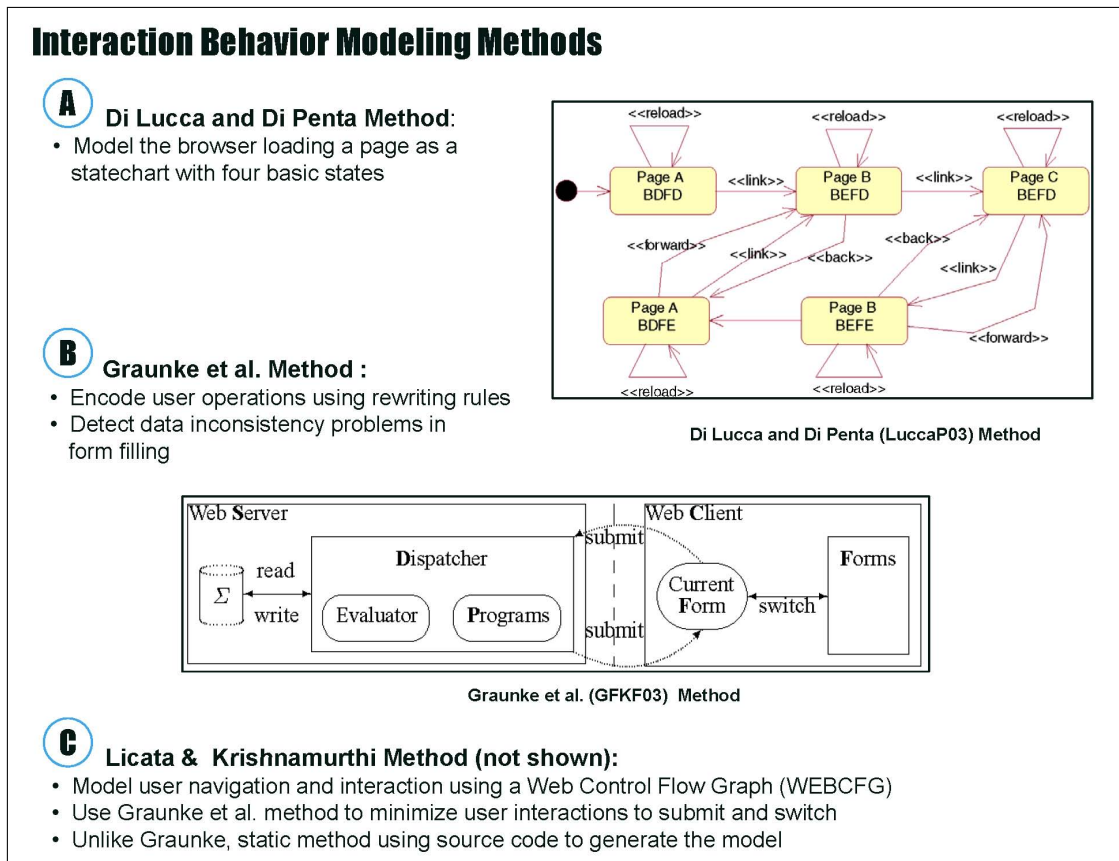 Interaction Behavior Modeling Methods
A
Di Lucca and Di Penta Method:
• Model the browser loading a page as a
statechart with four basic states
<<reload>>
<<reload>>
<<reload>>
Page A
BDFD
<<link>>
Page B
BEFD
<<link>>
Page C
BEFD
<<forward>>
<<link>>
<<back>>
<<back>>
<<link>>
Page A
BDFE
Page B
BEFE
<<forward>>
<<reload>>
<<reload>>
Di Lucca and Di Penta (LuccaP03) Method
B
Graunke et al. Method :
• Encode user operations using rewriting rules
• Detect data inconsistency problems in
form filling
Web Server
Σ
read
write
Dispatcher
Evaluator
Programs
submit
submit
Web Client
Current
Form
switch
Forms
Graunke et al. (GFKF03) Method
C
Licata & Krishnamurthi Method (not shown):
• Model user navigation and interaction using a Web Control Flow Graph (WEBCFG)
• Use Graunke et al. method to minimize user interactions to submit and switch
• Unlike Graunke, static method using source code to generate the model